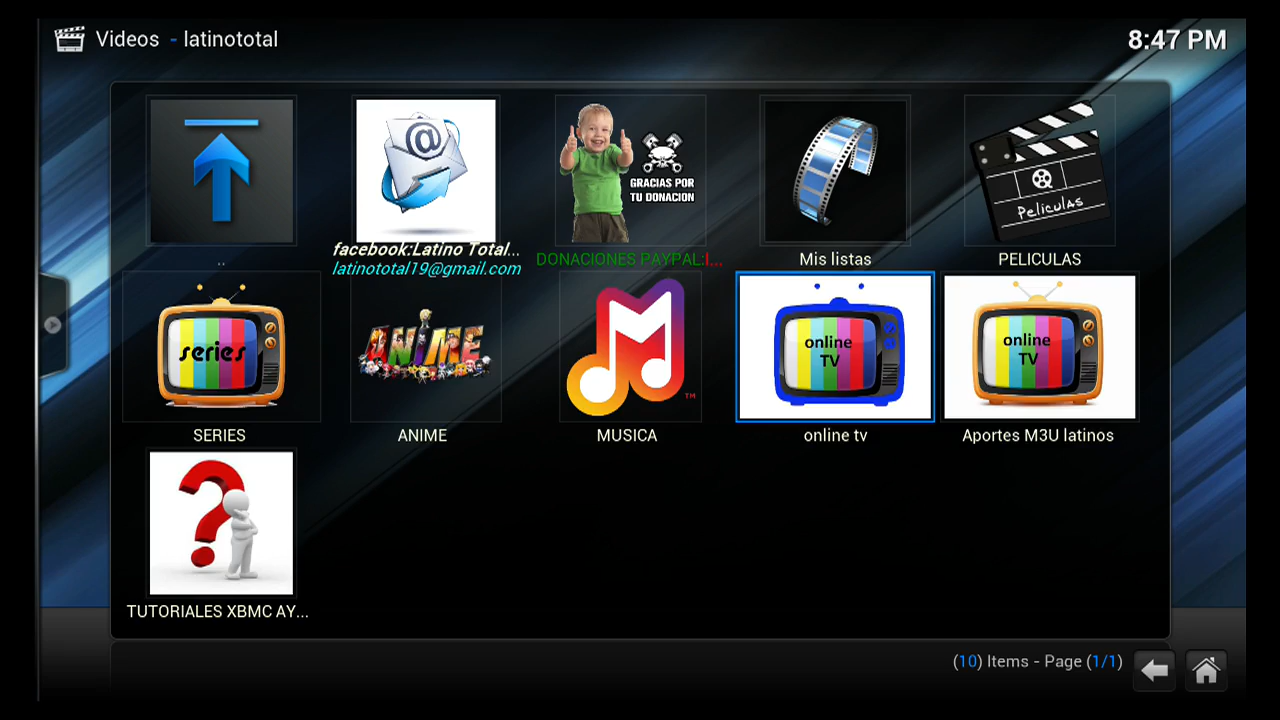 Videos - latinototal
8:47 PM
@
GRACIAS POR
TU DONACION
Peliculas
..
facebook:Latino Total...
latinototal19@gmail.com
DONACIONES PAYPAL:l...
Mis listas
PELICULAS
series
ANIME
TM
online
TV
online
TV
SERIES
ANIME
MUSICA
online tv
Aportes M3U latinos
?
TUTORIALES XBMC AY...
(10) Items - Page (1/1)